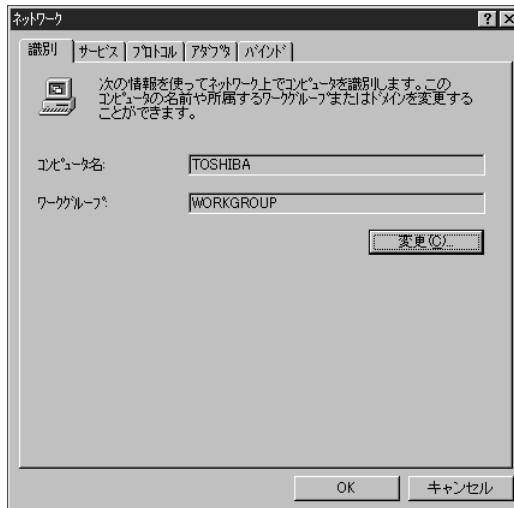 ネットワーク
識別 サービス プロトコル アダプタ バインド
次の情報を使ってネットワーク上でコンピュータを識別します。この
コンピュータの名前や所属するワークグループまたはドメインを変更する
ことができます。
コンピュータ名: TOSHIBA
ワークグループ: WORKGROUP
変更(C)...
OK キャンセル